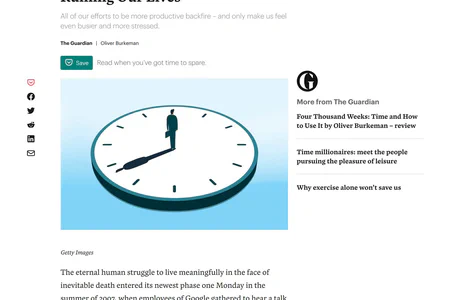 Ruining Our Lives
All of our efforts to be more productive backfire – and only make us feel
even busier and more stressed.
The Guardian | Oliver Burkeman
Save Read when you've got time to spare.
More from The Guardian
Four Thousand Weeks: Time and How
to Use It by Oliver Burkeman – review
Time millionaires: meet the people
pursuing the pleasure of leisure
Why exercise alone won't save us
Getty Images
The eternal human struggle to live meaningfully in the face of
inevitable death entered its newest phase one Monday in the
summer of 2007, when employees of Google gathered to hear a talk